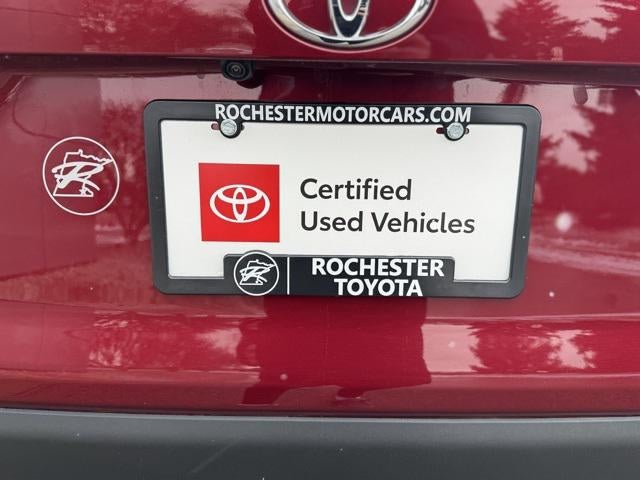 ROCHESTERMOTORCARS.COM
Certified
Used Vehicles
ROCHESTER
TOYOTA